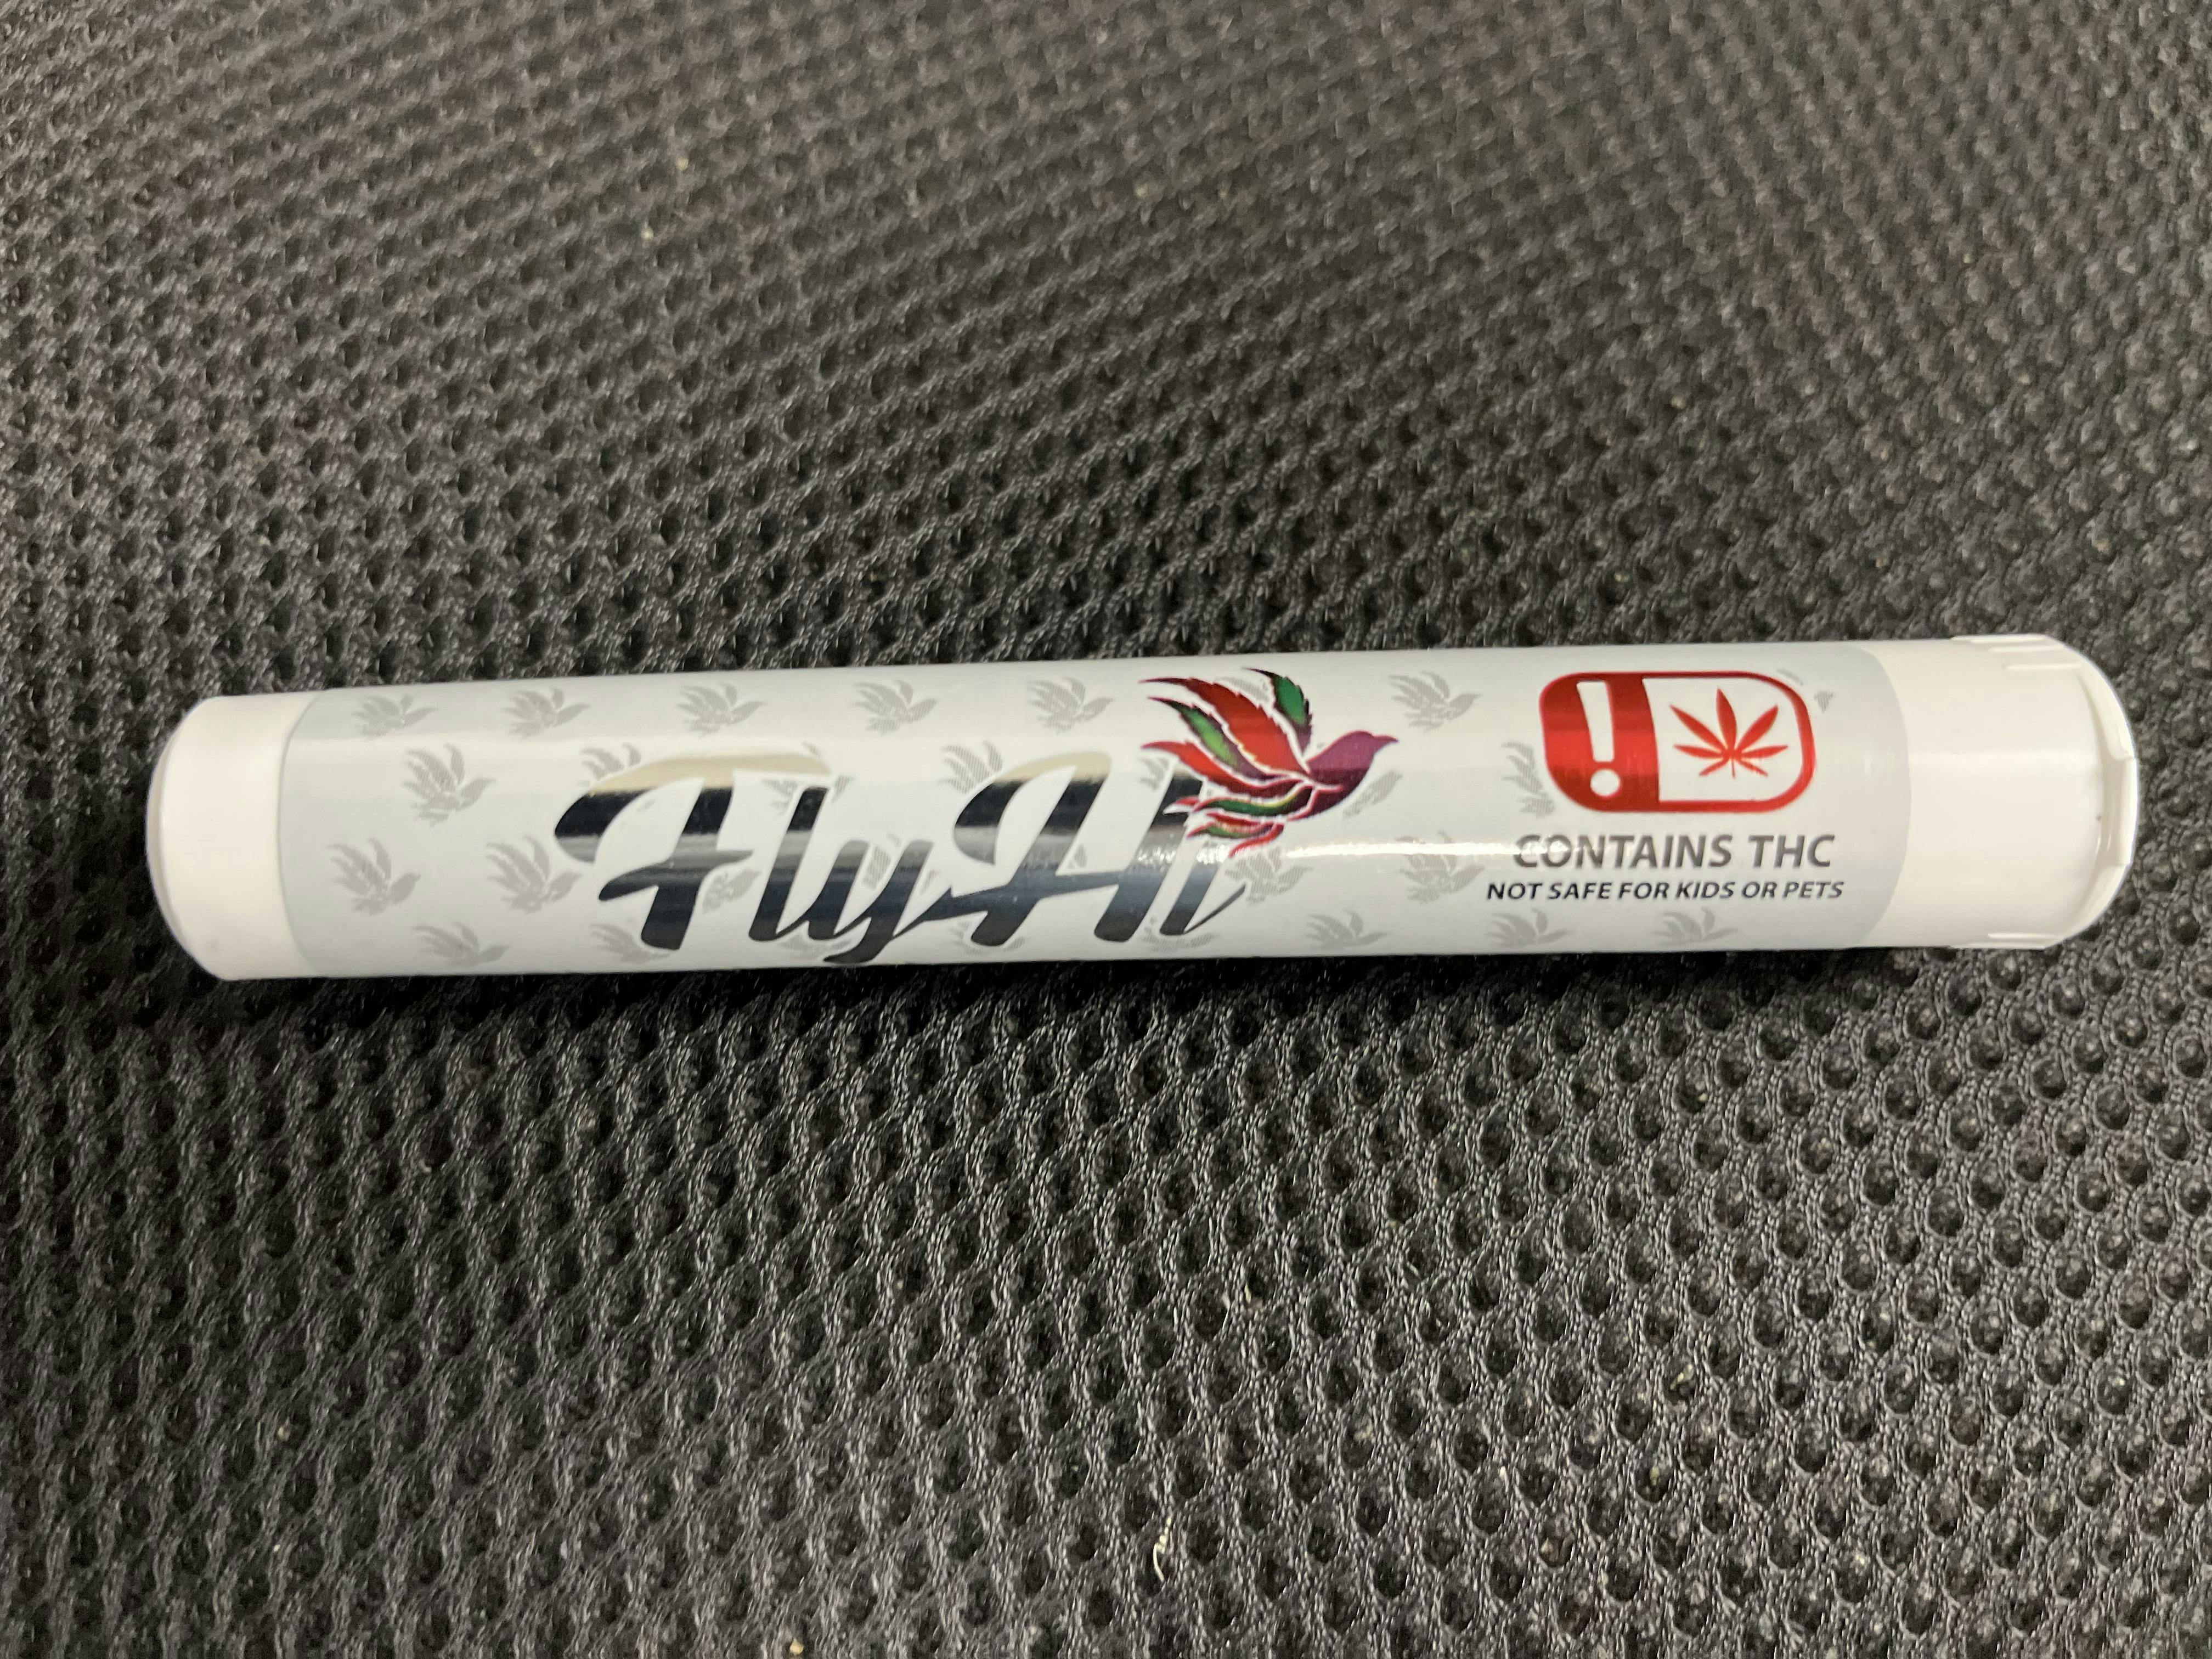 FlyHi
!
CONTAINS THC
NOT SAFE FOR KIDS OR PETS